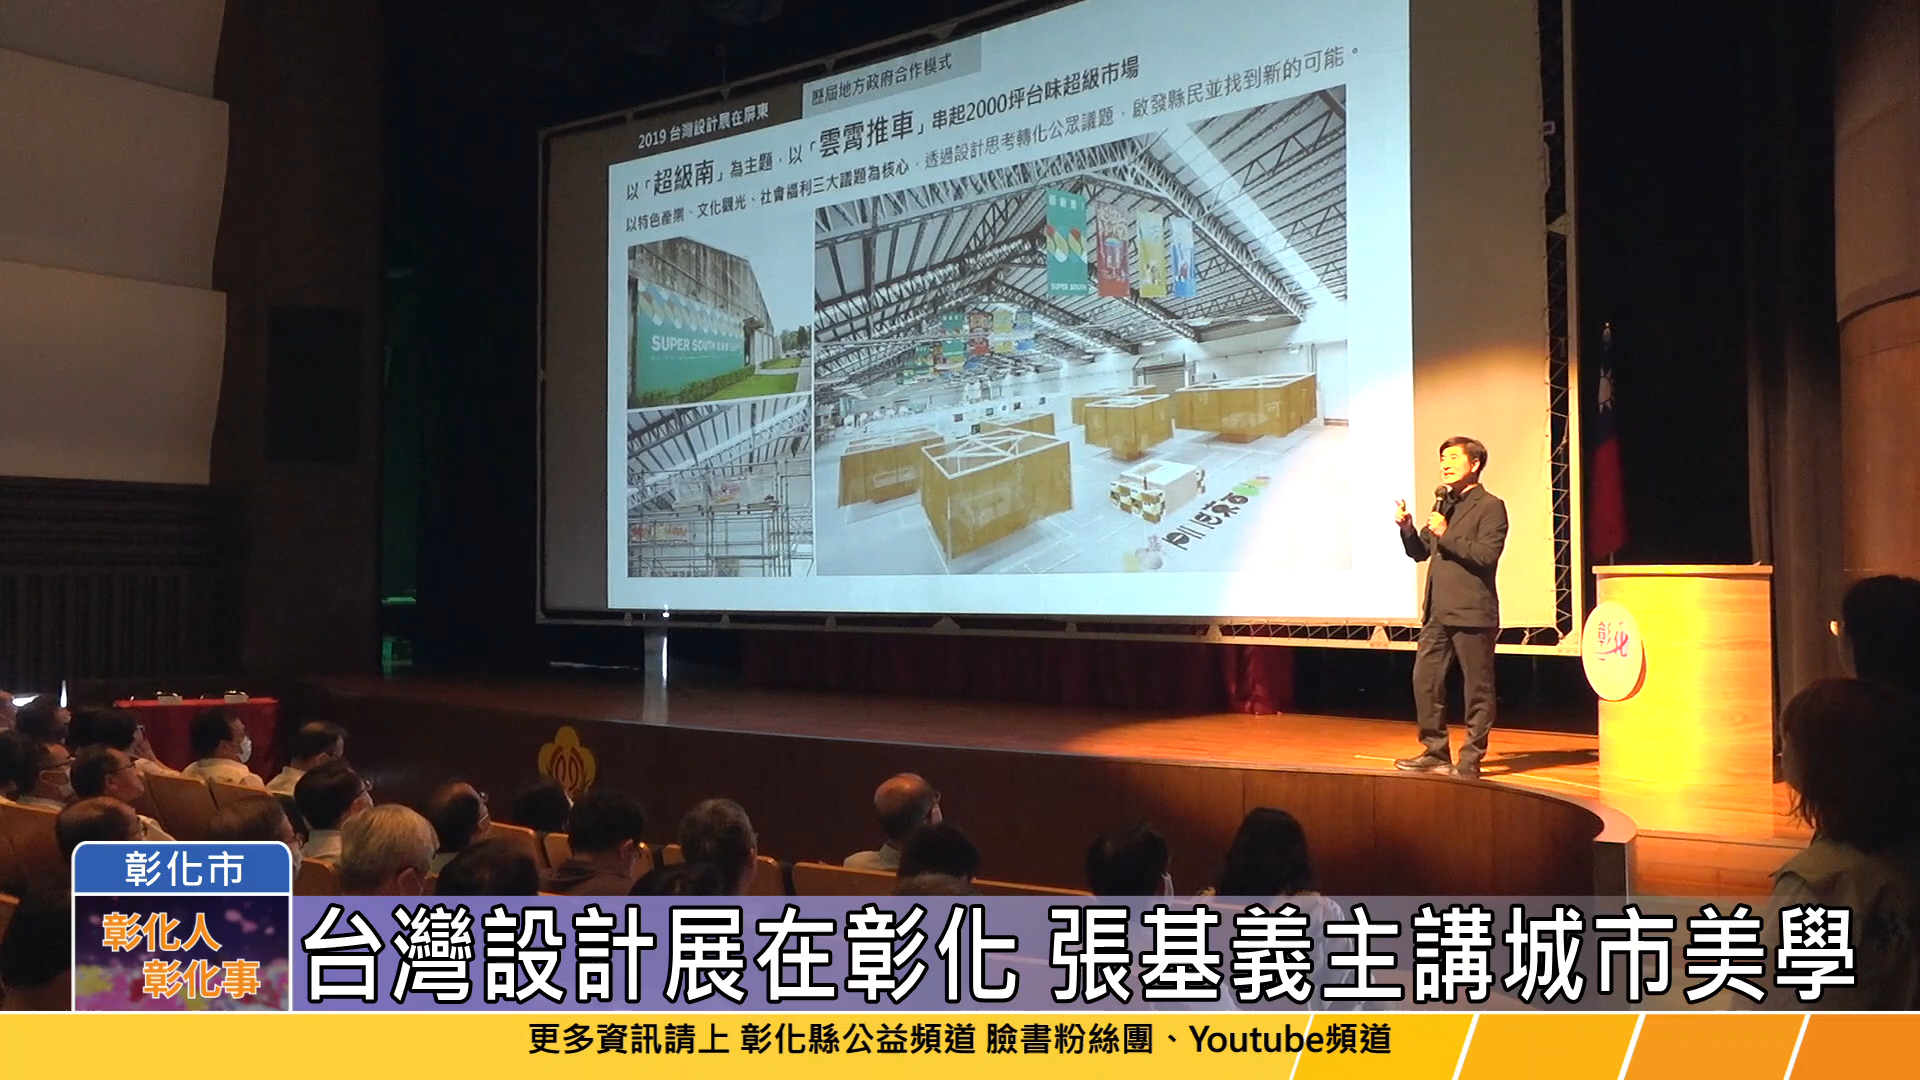 歷屆地方政府合作模式
2019 台灣設計展在屏東
以「超級南」為主題，以「雲霄推車」串起2000坪台味超級市場
以特色產業、文化觀光、社會福利三大議題為核心，透過設計思考轉化公眾議題，啟發縣民並找到新的可能。
SUPER SOUTH
SUPER SOUTH
彰化
彰化市
彰化人
彰化事
台灣設計展在彰化 張基義主講城市美學
更多資訊請上 彰化縣公益頻道 臉書粉絲團、Youtube頻道